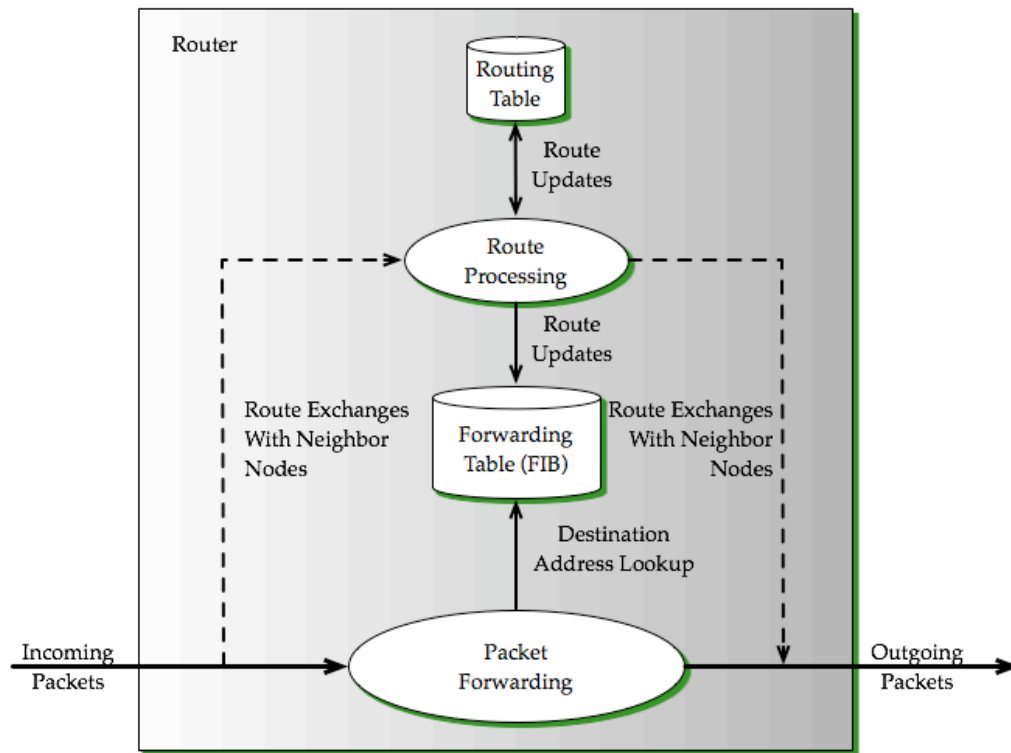 Router
Routing
Table
Route
Updates
Route
Processing
Route
Updates
Route Exchanges
With Neighbor
Nodes
Forwarding
Table (FIB)
Route Exchanges
With Neighbor
Nodes
Destination
Address Lookup
Incoming
Packets
Packet
Forwarding
Outgoing
Packets